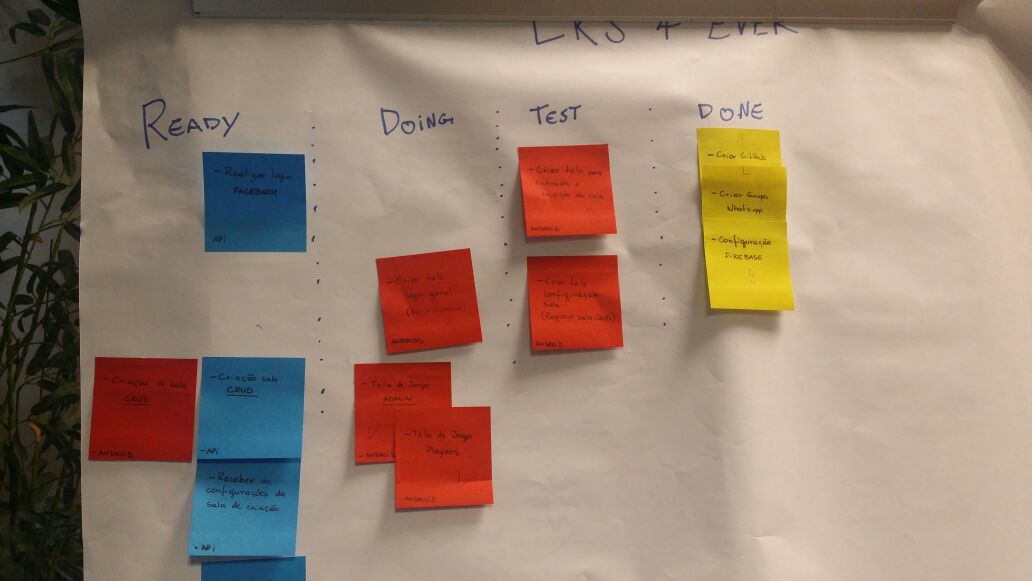 LRS 4 EVER
READY
DOING
TEST
DONE
- Realizar login
FACEBOOK
API
- Criação de sala
CRUD
- ANDROID
- Criação sala
CRUD
- API
- Receber as
configurações da
sala de criação
- API
- Criar tela
login geral
ANDROID
- Tela de Jogo
ADMIN
- ANDROID
- Tela de Jogo
Players
- ANDROID
- Criar tela para
entrada e
criação da sala
ANDROID
- Criar tela
configuração
sala
(Request sala CRUD)
ANDROID
- Criar GitHub
- Criar Grupo
Whatsapp
- Configuração
FIREBASE